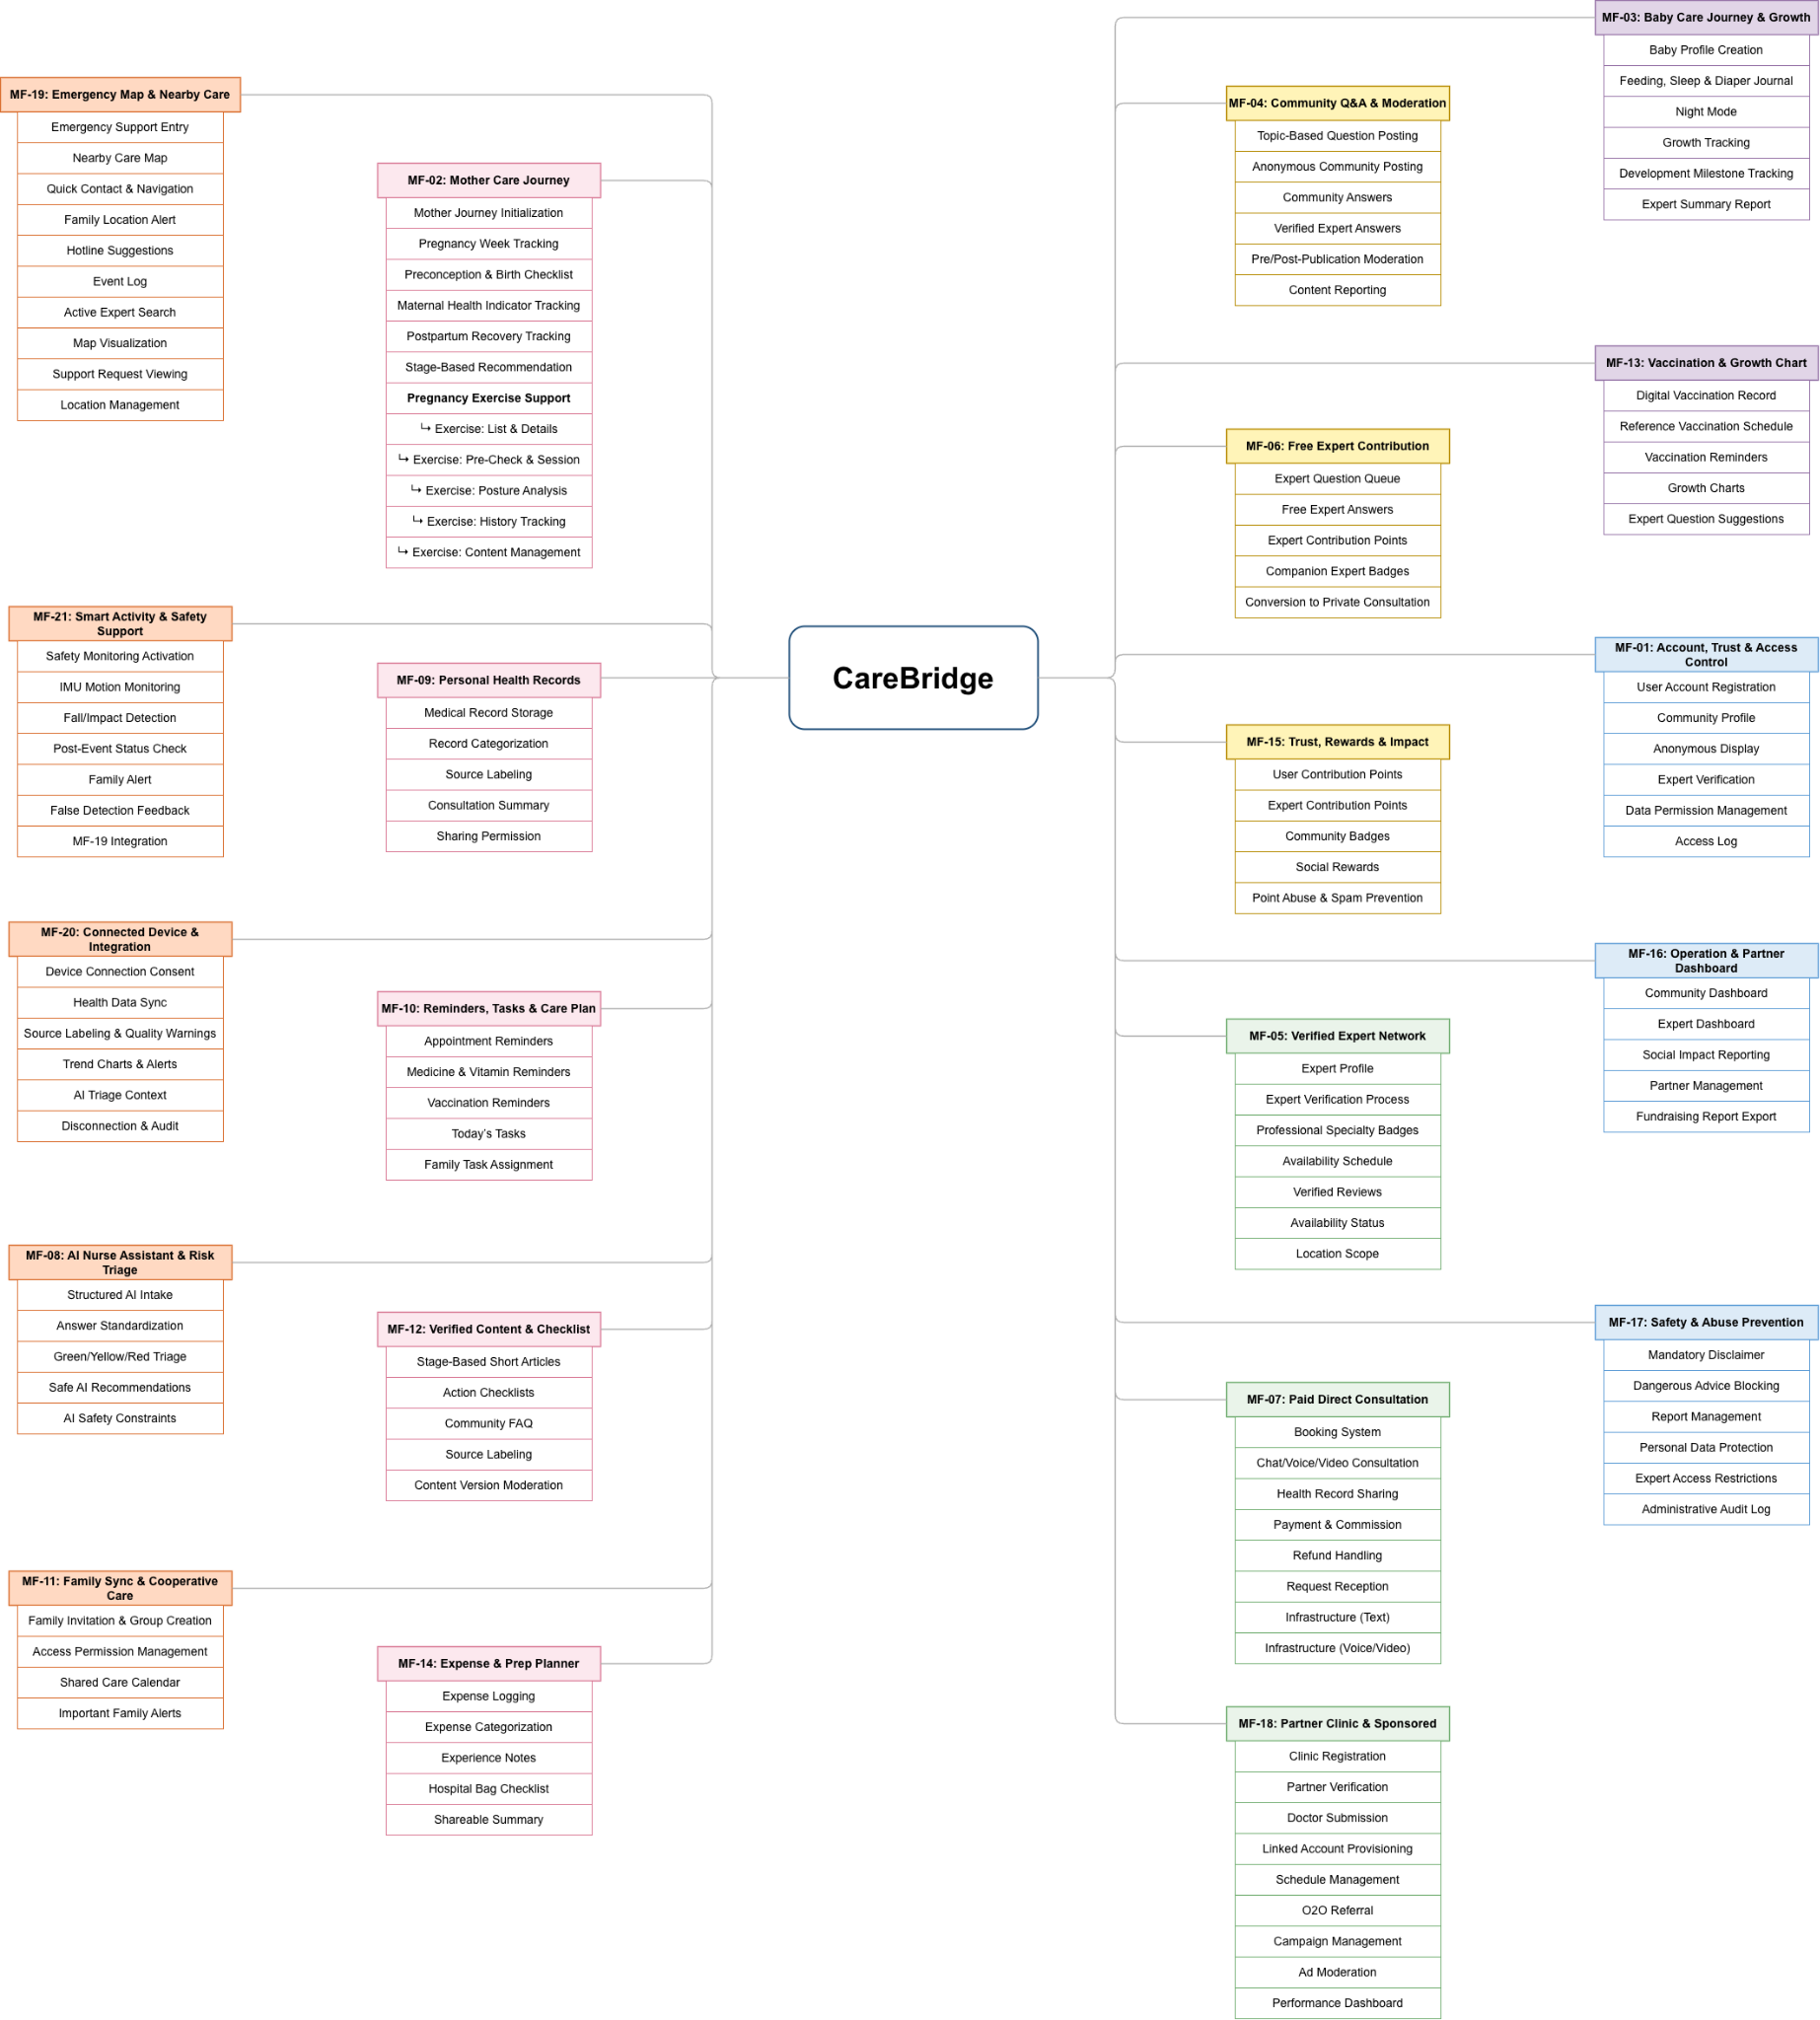 MF-19: Emergency Map & Nearby Care
Emergency Support Entry
Nearby Care Map
Quick Contact & Navigation
Family Location Alert
Hotline Suggestions
Event Log
Active Expert Search
Map Visualization
Support Request Viewing
Location Management
MF-21: Smart Activity & Safety
Support
Safety Monitoring Activation
IMU Motion Monitoring
Fall/Impact Detection
Post-Event Status Check
Family Alert
False Detection Feedback
MF-19 Integration
MF-20: Connected Device &
Integration
Device Connection Consent
Health Data Sync
Source Labeling & Quality Warnings
Trend Charts & Alerts
AI Triage Context
Disconnection & Audit
MF-08: AI Nurse Assistant & Risk
Triage
Structured AI Intake
Answer Standardization
Green/Yellow/Red Triage
Safe AI Recommendations
AI Safety Constraints
MF-11: Family Sync & Cooperative
Care
Family Invitation & Group Creation
Access Permission Management
Shared Care Calendar
Important Family Alerts
MF-02: Mother Care Journey
Mother Journey Initialization
Pregnancy Week Tracking
Preconception & Birth Checklist
Maternal Health Indicator Tracking
Postpartum Recovery Tracking
Stage-Based Recommendation
Pregnancy Exercise Support
↳ Exercise: List & Details
↳ Exercise: Pre-Check & Session
↳ Exercise: Posture Analysis
↳ Exercise: History Tracking
↳ Exercise: Content Management
MF-09: Personal Health Records
Medical Record Storage
Record Categorization
Source Labeling
Consultation Summary
Sharing Permission
MF-10: Reminders, Tasks & Care Plan
Appointment Reminders
Medicine & Vitamin Reminders
Vaccination Reminders
Today's Tasks
Family Task Assignment
MF-12: Verified Content & Checklist
Stage-Based Short Articles
Action Checklists
Community FAQ
Source Labeling
Content Version Moderation
MF-14: Expense & Prep Planner
Expense Logging
Expense Categorization
Experience Notes
Hospital Bag Checklist
Shareable Summary
CareBridge
MF-04: Community Q&A & Moderation
Topic-Based Question Posting
Anonymous Community Posting
Community Answers
Verified Expert Answers
Pre/Post-Publication Moderation
Content Reporting
MF-06: Free Expert Contribution
Expert Question Queue
Free Expert Answers
Expert Contribution Points
Companion Expert Badges
Conversion to Private Consultation
MF-15: Trust, Rewards & Impact
User Contribution Points
Expert Contribution Points
Community Badges
Social Rewards
Point Abuse & Spam Prevention
MF-05: Verified Expert Network
Expert Profile
Expert Verification Process
Professional Specialty Badges
Availability Schedule
Verified Reviews
Availability Status
Location Scope
MF-07: Paid Direct Consultation
Booking System
Chat/Voice/Video Consultation
Health Record Sharing
Payment & Commission
Refund Handling
Request Reception
Infrastructure (Text)
Infrastructure (Voice/Video)
MF-18: Partner Clinic & Sponsored
Clinic Registration
Partner Verification
Doctor Submission
Linked Account Provisioning
Schedule Management
O2O Referral
Campaign Management
Ad Moderation
Performance Dashboard
MF-03: Baby Care Journey & Growth
Baby Profile Creation
Feeding, Sleep & Diaper Journal
Night Mode
Growth Tracking
Development Milestone Tracking
Expert Summary Report
MF-13: Vaccination & Growth Chart
Digital Vaccination Record
Reference Vaccination Schedule
Vaccination Reminders
Growth Charts
Expert Question Suggestions
MF-01: Account, Trust & Access
Control
User Account Registration
Community Profile
Anonymous Display
Expert Verification
Data Permission Management
Access Log
MF-16: Operation & Partner
Dashboard
Community Dashboard
Expert Dashboard
Social Impact Reporting
Partner Management
Fundraising Report Export
MF-17: Safety & Abuse Prevention
Mandatory Disclaimer
Dangerous Advice Blocking
Report Management
Personal Data Protection
Expert Access Restrictions
Administrative Audit Log